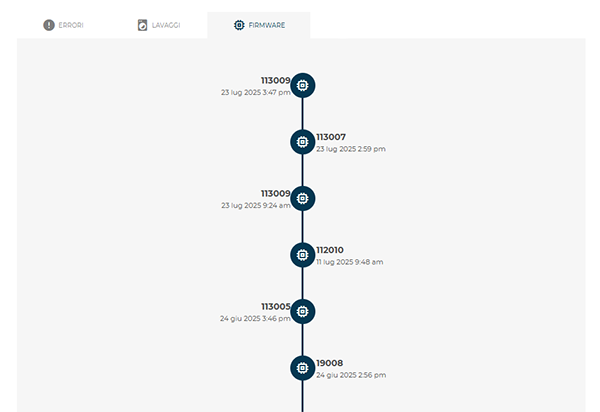 ERRORI
LAVAGGI
FIRMWARE
113009
23 lug 2025 3:47 pm
113007
23 lug 2025 2:59 pm
113009
23 lug 2025 9:24 am
112010
11 lug 2025 9:48 am
113005
24 giu 2025 3:46 pm
19008
24 giu 2025 2:56 pm